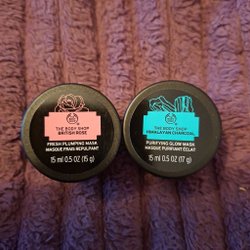 THE BODY SHOP
BRITISH ROSE
FRESH PLUMPING MASK
MASQUE FRAIS REPULPANT
15 ml 0.5 OZ (15 g)
THE BODY SHOP
HIMALAYAN CHARCOAL
PURIFYING GLOW MASK
MASQUE PURIFIANT ÉCLAT
15 ml 0.5 OZ (17 g)